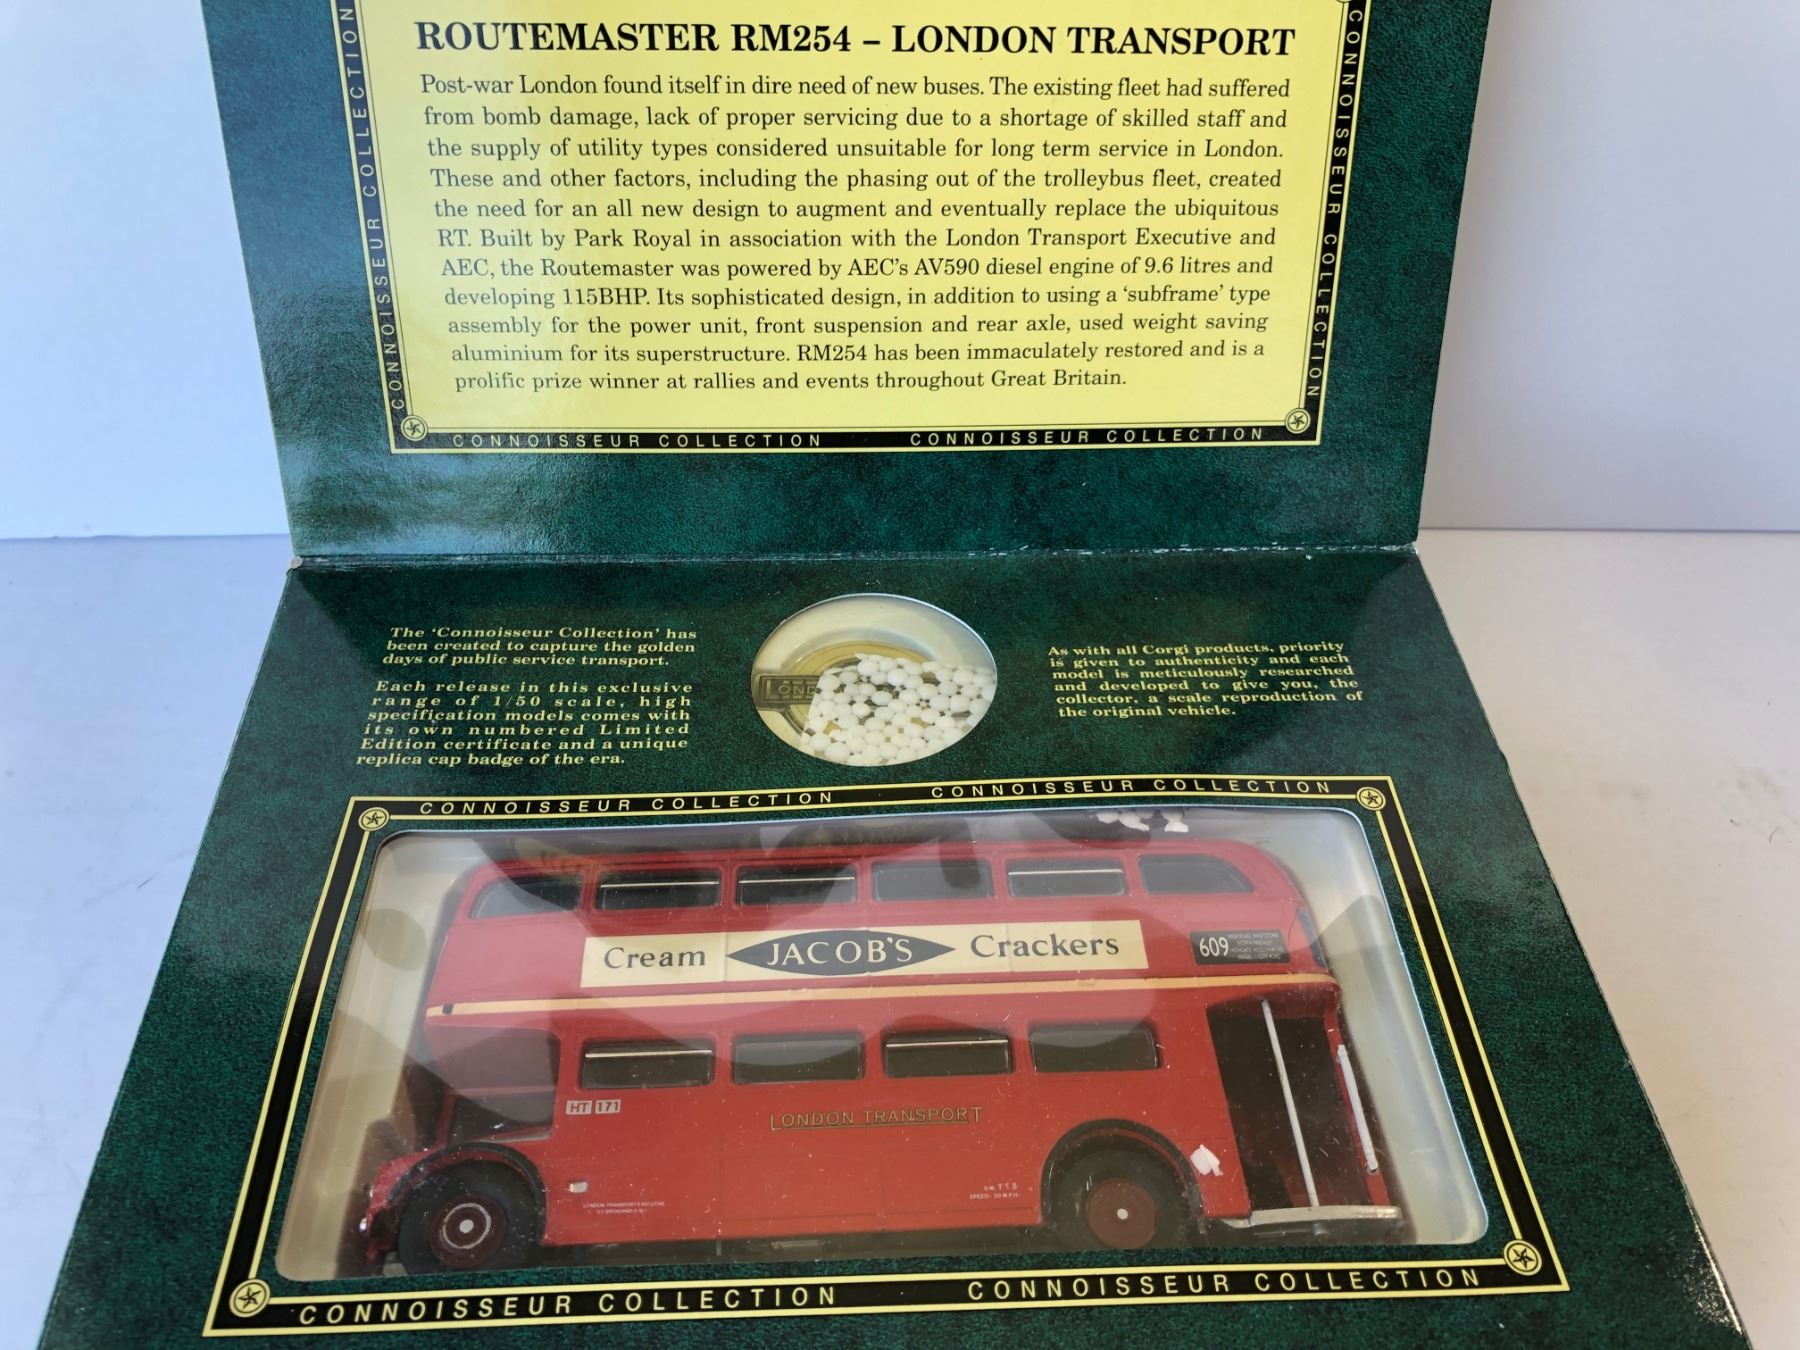 ROUTEMASTER RM254 – LONDON TRANSPORT
Post-war London found itself in dire need of new buses. The existing fleet had suffered
from bomb damage, lack of proper servicing due to a shortage of skilled staff and
the supply of utility types considered unsuitable for long term service in London.
These and other factors, including the phasing out of the trolleybus fleet, created
the need for an all new design to augment and eventually replace the ubiquitous
RT. Built by Park Royal in association with the London Transport Executive and
AEC, the Routemaster was powered by AEC's AV590 diesel engine of 9.6 litres and
developing 115BHP. Its sophisticated design, in addition to using a 'subframe' type
assembly for the power unit, front suspension and rear axle, used weight saving
aluminium for its superstructure. RM254 has been immaculately restored and is a
prolific prize winner at rallies and events throughout Great Britain.
CONNOISSEUR COLLECTION
CONNOISSEUR COLLECTION
CONNOISSEUR COLLECTION CONNOISSEUR COLLECTION
The 'Connoisseur Collection' has
been created to capture the golden
days of public service transport.
Each release in this exclusive
range of 1/50 scale, high
specification models comes with
its own numbered Limited
Edition certificate and a unique
replica cap badge of the era.
LOND
As with all Corgi products, priority
is given to authenticity and each
model is meticulously researched
and developed to give you, the
collector, a scale reproduction of
the original vehicle.
CONNOISSEUR COLLECTION CONNOISSEUR COLLECTION
Cream JACOB'S Crackers
609
HT 171
LONDON TRANSPORT
LONDON TRANSPORT EXECUTIVE
U.W. 7 1 5
SPEED - 30 M.P.H.
CONNOISSEUR COLLECTION CONNOISSEUR COLLECTION